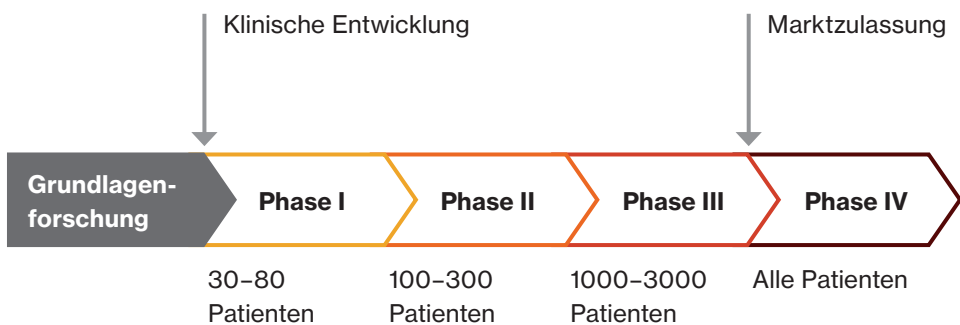 Klinische Entwicklung
Marktzulassung
Grundlagen-
forschung
Phase I
Phase II
Phase III
Phase IV
30–80
Patienten
100–300
Patienten
1000–3000
Patienten
Alle Patienten